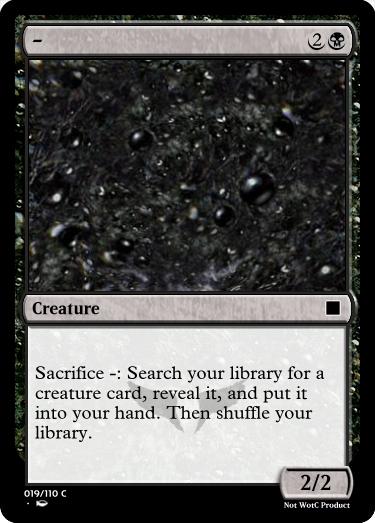 - 2
Creature
Sacrifice -: Search your library for a
creature card, reveal it, and put it
into your hand. Then shuffle your
library.
2/2
019/110 C
Not WotC Product